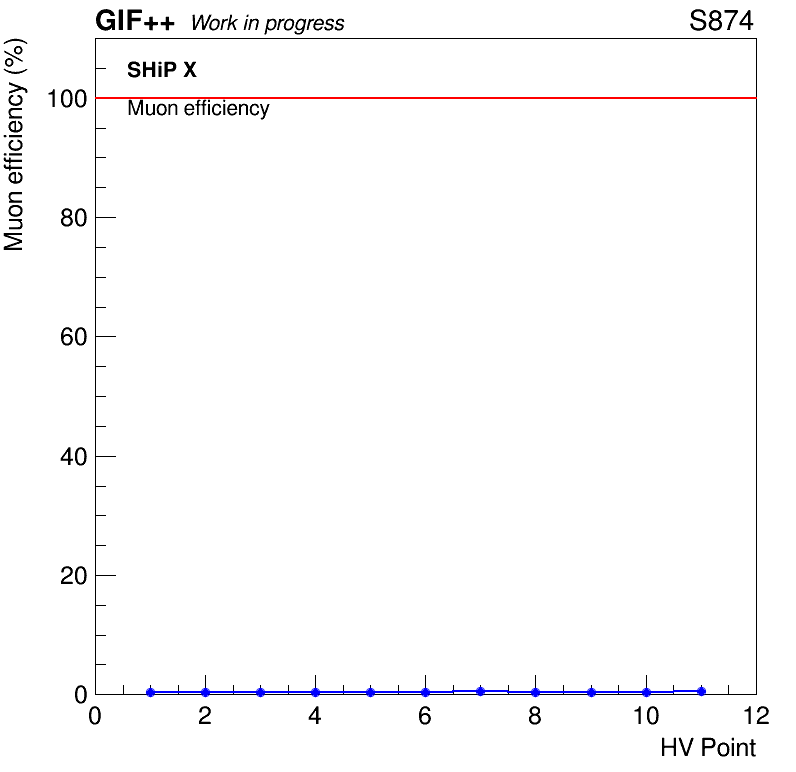 GIF++ Work in progress S874
SHiP X
Muon efficiency
Muon efficiency (%)
100
80
60
40
20
0
0 2 4 6 8 10 12
HV Point